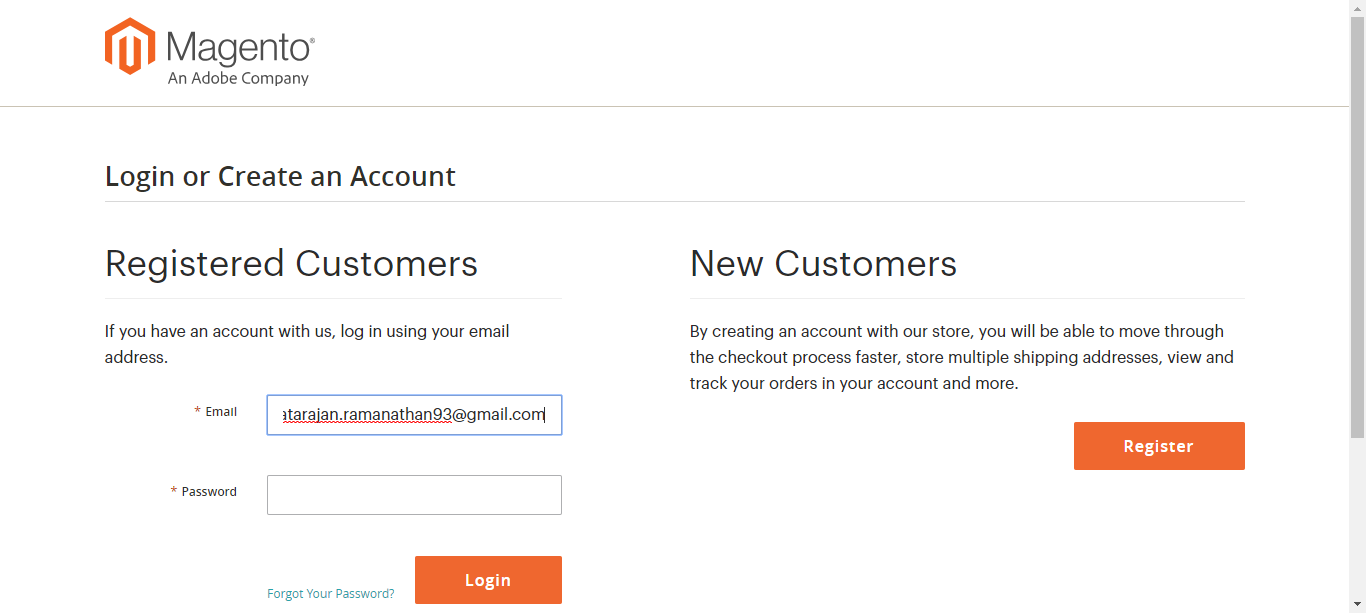 Magento®
An Adobe Company
Login or Create an Account
Registered Customers
If you have an account with us, log in using your email
address.
* Email
atarajan.ramanathan93@gmail.com
* Password
Forgot Your Password?
Login
New Customers
By creating an account with our store, you will be able to move through
the checkout process faster, store multiple shipping addresses, view and
track your orders in your account and more.
Register